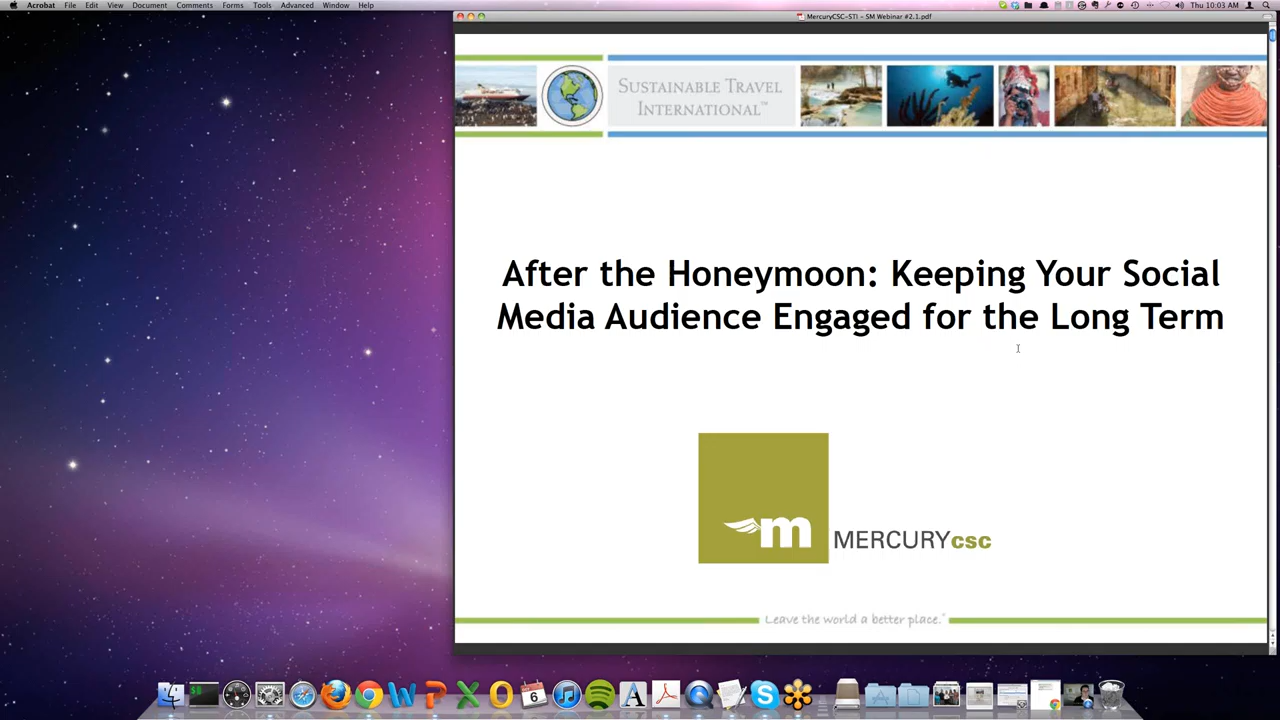 Acrobat File Edit View Document Comments Forms Tools Advanced Window Help
Thu 10:03 AM
MercuryCSC-STI - SM Webinar #2.1.pdf
SUSTAINABLE TRAVEL
INTERNATIONAL™
After the Honeymoon: Keeping Your Social
Media Audience Engaged for the Long Term
m
MERCURYcsc
Leave the world a better place.
6